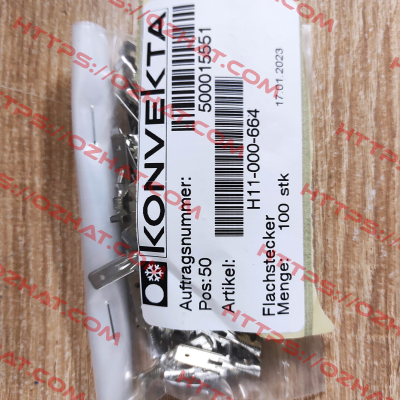 KONVEKTA
Auftragsnummer:
500015551
Pos:50
Artikel:
H11-000-664
17.01.2023
Flachstecker
Menge: 100 stk
HTTPS://OZHAT.COM